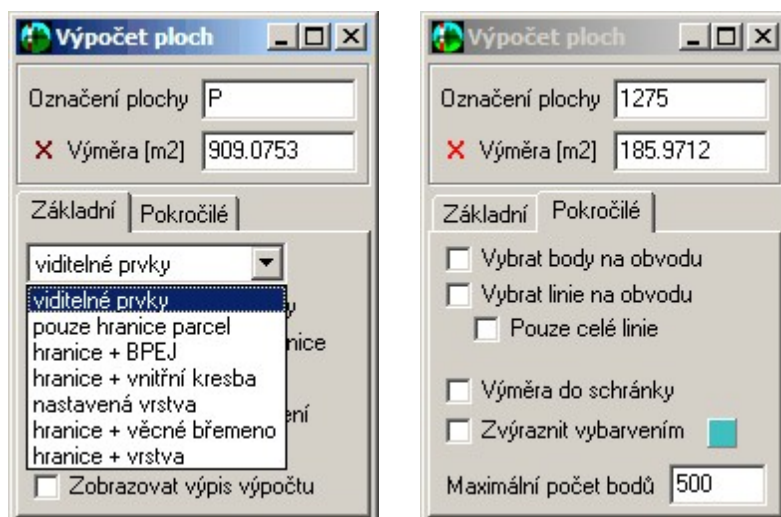 Výpočet ploch
Označení plochy P
Výměra [m2] 909.0753
Základní Pokročilé
viditelné prvky
viditelné prvky
pouze hranice parcel
hranice + BPEJ
hranice + vnitřní kresba
nastavená vrstva
hranice + věcné břemeno
hranice + vrstva
y
nice
ení
Zobrazovat výpis výpočtu
Výpočet ploch
Označení plochy 1275
Výměra [m2] 185.9712
Základní Pokročilé
Vybrat body na obvodu
Vybrat linie na obvodu
Pouze celé linie
Výměra do schránky
Zvýraznit vybarvením
Maximální počet bodů 500